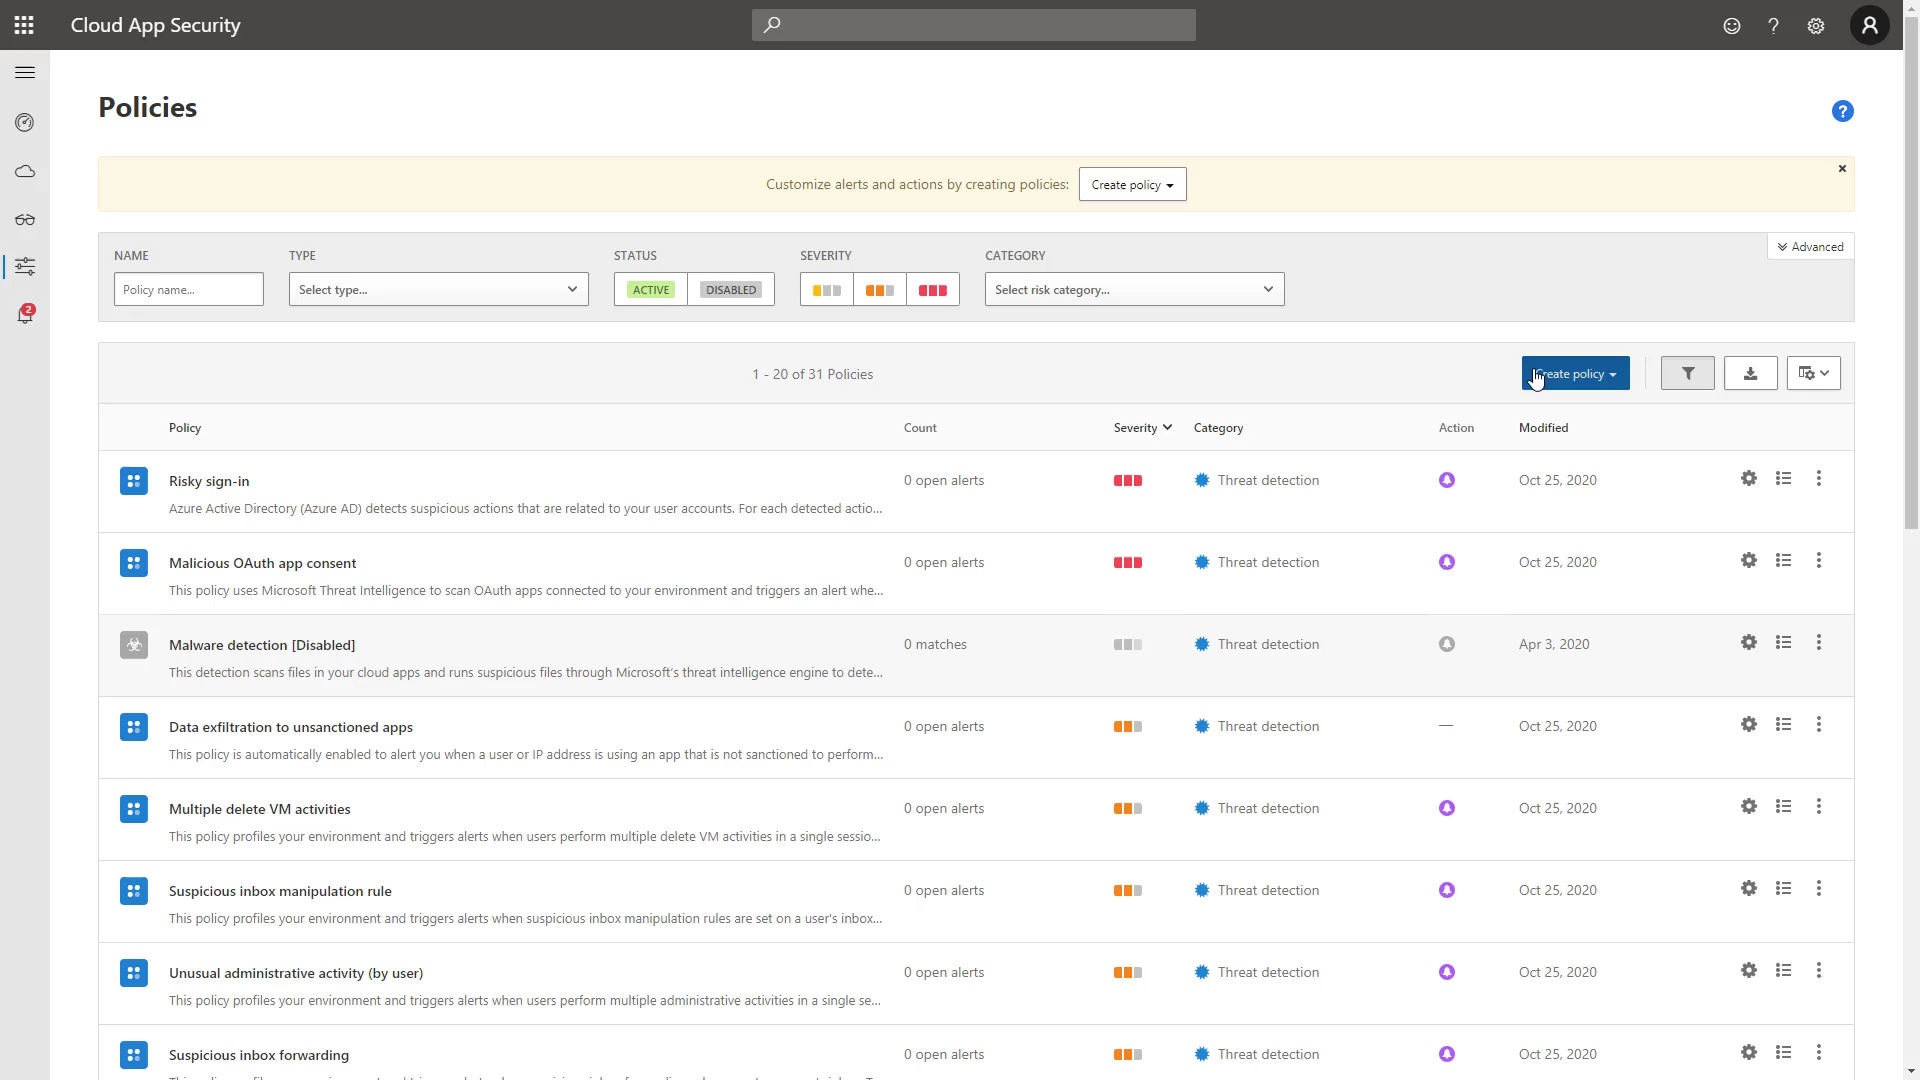 Cloud App Security
Policies
?
Customize alerts and actions by creating policies: Create policy
NAME TYPE STATUS SEVERITY CATEGORY Advanced
Policy name... Select type... ACTIVE DISABLED Select risk category...
2
1 - 20 of 31 Policies Create policy
Policy Count Severity Category Action Modified
Risky sign-in 0 open alerts Threat detection Oct 25, 2020
Azure Active Directory (Azure AD) detects suspicious actions that are related to your user accounts. For each detected actio...
Malicious OAuth app consent 0 open alerts Threat detection Oct 25, 2020
This policy uses Microsoft Threat Intelligence to scan OAuth apps connected to your environment and triggers an alert whe...
Malware detection [Disabled] 0 matches Threat detection Apr 3, 2020
This detection scans files in your cloud apps and runs suspicious files through Microsoft's threat intelligence engine to dete...
Data exfiltration to unsanctioned apps 0 open alerts Threat detection — Oct 25, 2020
This policy is automatically enabled to alert you when a user or IP address is using an app that is not sanctioned to perform...
Multiple delete VM activities 0 open alerts Threat detection Oct 25, 2020
This policy profiles your environment and triggers alerts when users perform multiple delete VM activities in a single sessio...
Suspicious inbox manipulation rule 0 open alerts Threat detection Oct 25, 2020
This policy profiles your environment and triggers alerts when suspicious inbox manipulation rules are set on a user's inbox...
Unusual administrative activity (by user) 0 open alerts Threat detection Oct 25, 2020
This policy profiles your environment and triggers alerts when users perform multiple administrative activities in a single se...
Suspicious inbox forwarding 0 open alerts Threat detection Oct 25, 2020